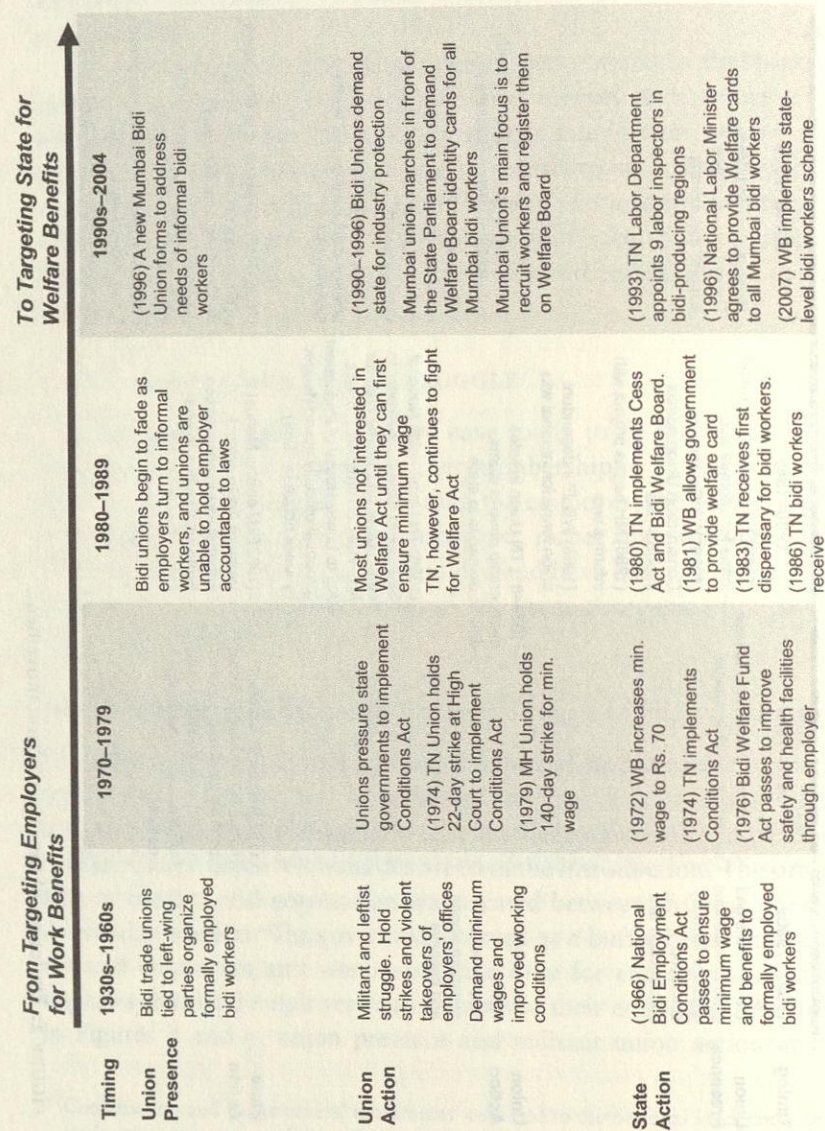 From Targeting Employers
for Work Benefits
To Targeting State for
Welfare Benefits
Timing
1930s–1960s
1970–1979
1980–1989
1990s–2004
Union
Presence
Bidi trade unions
tied to left-wing
parties organize
formally employed
bidi workers
Bidi unions begin to fade as
employers turn to informal
workers, and unions are
unable to hold employer
accountable to laws
(1996) A new Mumbai Bidi
Union forms to address
needs of informal bidi
workers
Union
Action
Militant and leftist
struggle. Hold
strikes and violent
takeovers of
employers' offices
Demand minimum
wages and
improved working
conditions
Unions pressure state
governments to implement
Conditions Act
(1974) TN Union holds
22-day strike at High
Court to implement
Conditions Act
(1979) MH Union holds
140-day strike for min.
wage
Most unions not interested in
Welfare Act until they can first
ensure minimum wage
TN, however, continues to fight
for Welfare Act
(1990–1996) Bidi Unions demand
state for industry protection
Mumbai union marches in front of
the State Parliament to demand
Welfare Board identity cards for all
Mumbai bidi workers
Mumbai Union's main focus is to
recruit workers and register them
on Welfare Board
State
Action
(1966) National
Bidi Employment
Conditions Act
passes to ensure
minimum wage
and benefits to
formally employed
bidi workers
(1972) WB increases min.
wage to Rs. 70
(1974) TN implements
Conditions Act
(1976) Bidi Welfare Fund
Act passes to improve
safety and health facilities
through employer
(1980) TN implements Cess
Act and Bidi Welfare Board.
(1981) WB allows government
to provide welfare card
(1983) TN receives first
dispensary for bidi workers.
(1986) TN bidi workers
receive
(1993) TN Labor Department
appoints 9 labor inspectors in
bidi-producing regions
(1996) National Labor Minister
agrees to provide Welfare cards
to all Mumbai bidi workers
(2007) WB implements state-
level bidi workers scheme